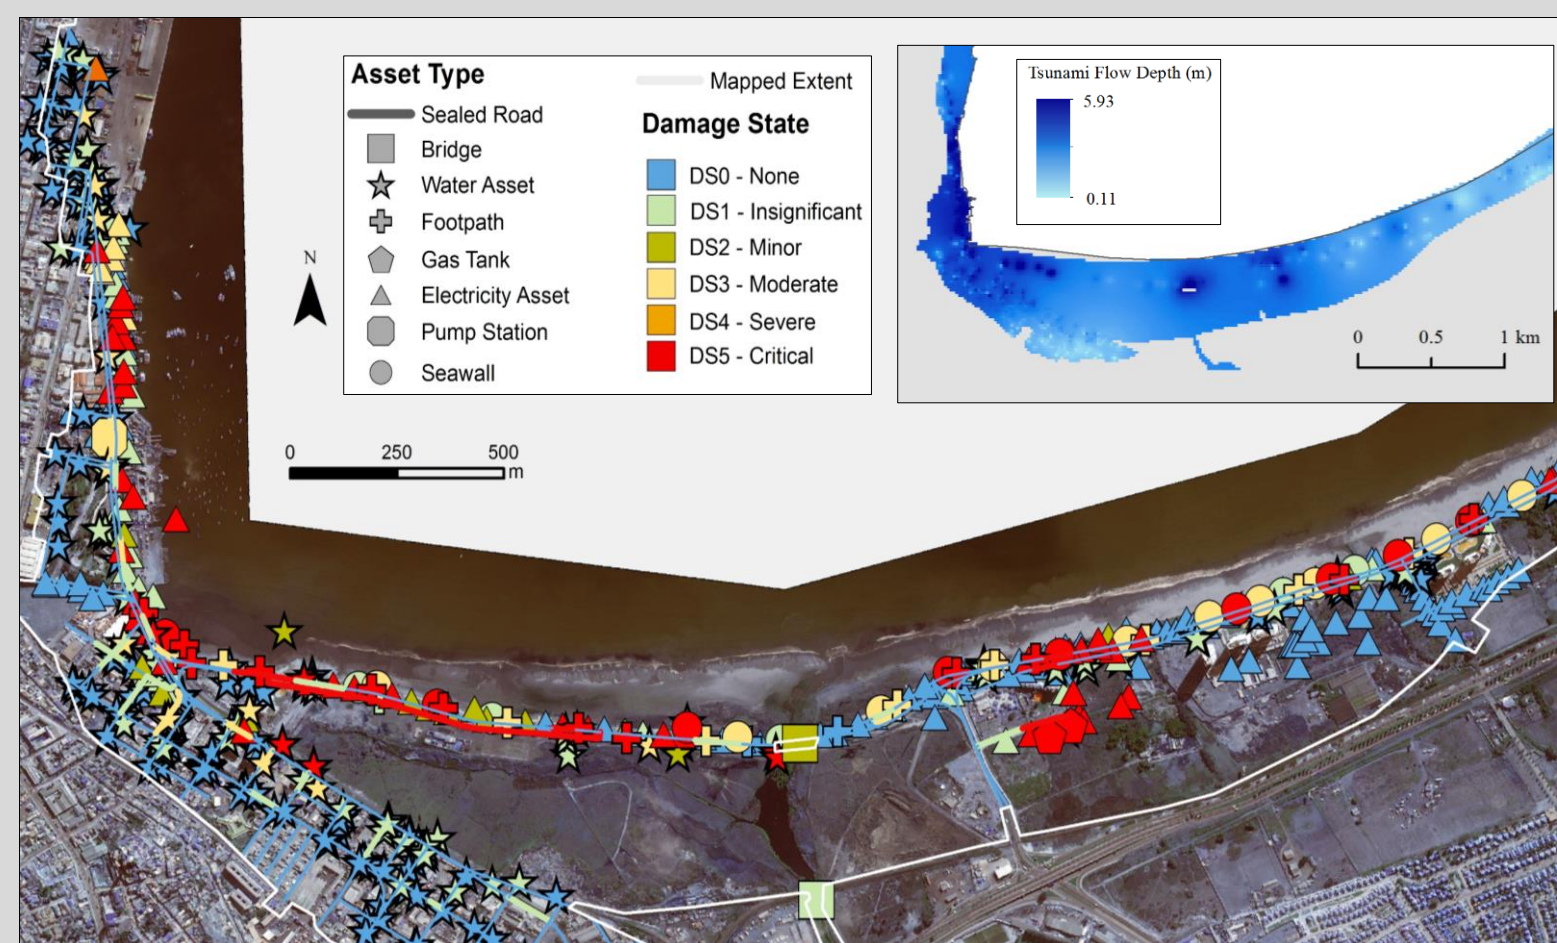 Asset Type
Sealed Road
Bridge
Water Asset
Footpath
Gas Tank
Electricity Asset
Pump Station
Seawall
Mapped Extent
Damage State
DS0 - None
DS1 - Insignificant
DS2 - Minor
DS3 - Moderate
DS4 - Severe
DS5 - Critical
N
0 250 500
m
Tsunami Flow Depth (m)
5.93
0.11
0 0.5 1 km